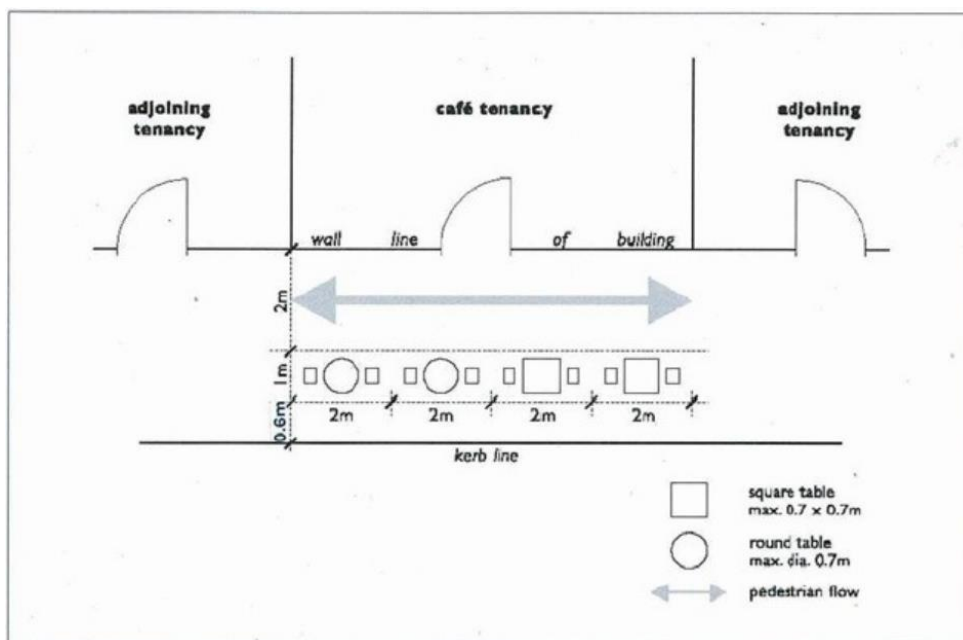 adjoining
tenancy
café tenancy
adjoining
tenancy
wall line of building
2m
1m
0.6m
2m 2m 2m 2m
kerb line
square table
max. 0.7 x 0.7m
round table
max. dia. 0.7m
pedestrian flow